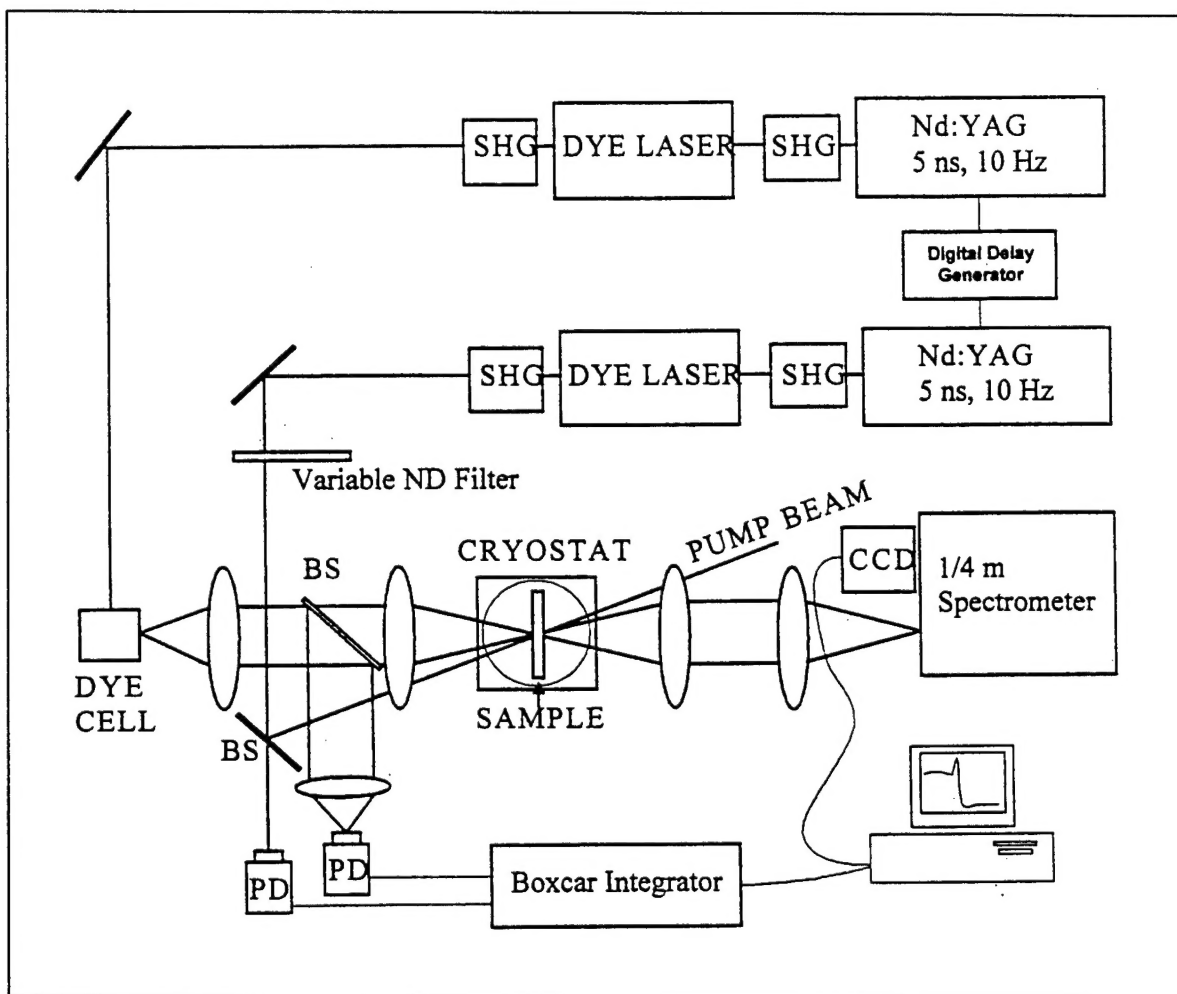 SHG
DYE LASER
SHG
Nd:YAG
5 ns, 10 Hz
Digital Delay
Generator
SHG
DYE LASER
SHG
Nd:YAG
5 ns, 10 Hz
Variable ND Filter
PUMP BEAM
CRYOSTAT
BS
CCD
1/4 m
Spectrometer
DYE
CELL
SAMPLE
BS
PD
PD
Boxcar Integrator